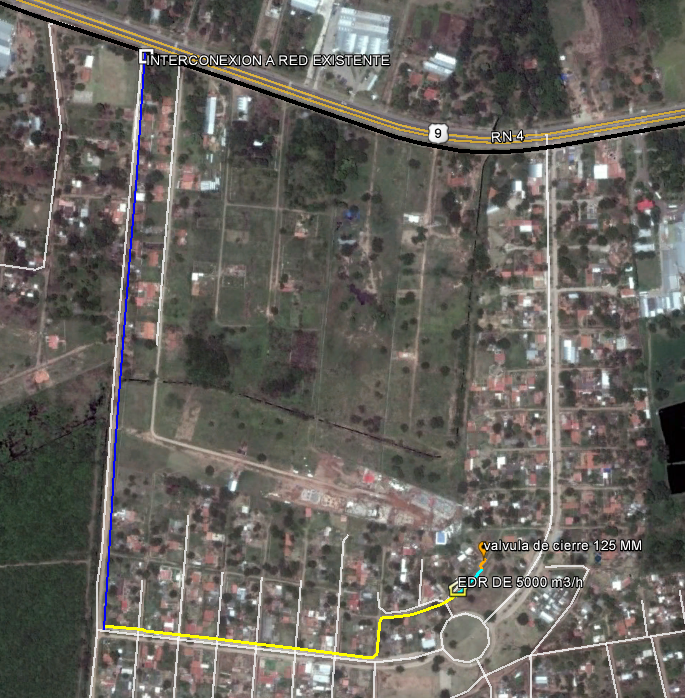 INTERCONEXION A RED EXISTENTE
9
RN 4
valvula de cierre 125 MM
EDR DE 5000 m3/h